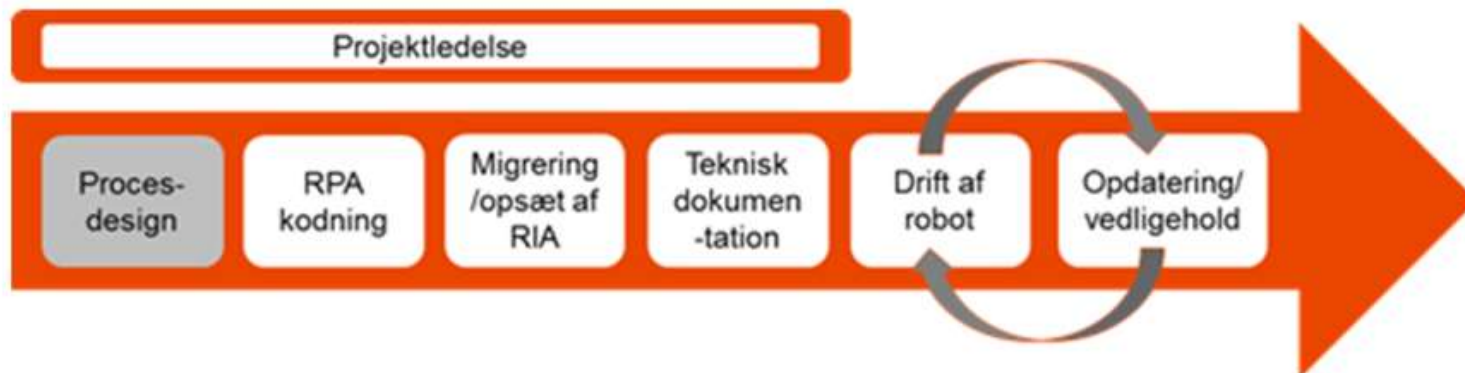 Projektledelse
Proces-
design
RPA
kodning
Migrering
/opsæt af
RIA
Teknisk
dokumen
-tation
Drift af
robot
Opdatering/
vedligehold